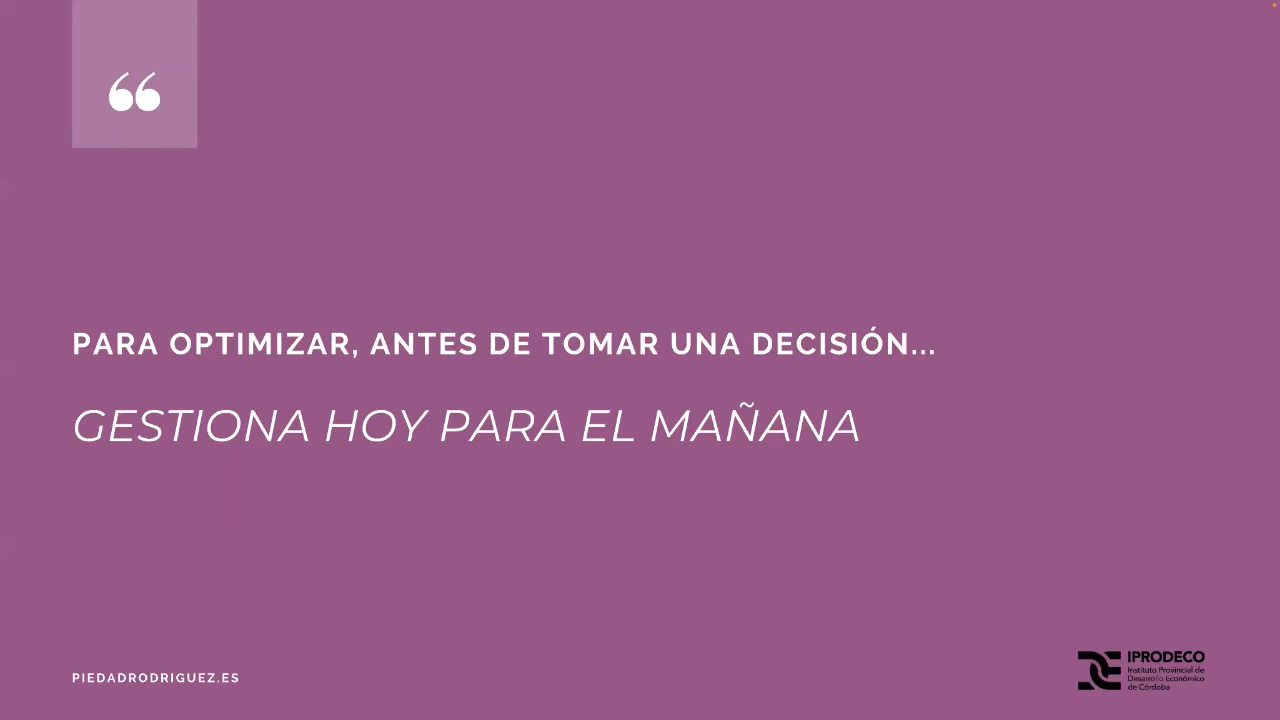 “
PARA OPTIMIZAR, ANTES DE TOMAR UNA DECISIÓN...
GESTIONA HOY PARA EL MAÑANA
PIEDADRODRIGUEZ.ES
IPRODECO
Instituto Provincial de
Desarrollo Económico
de Córdoba